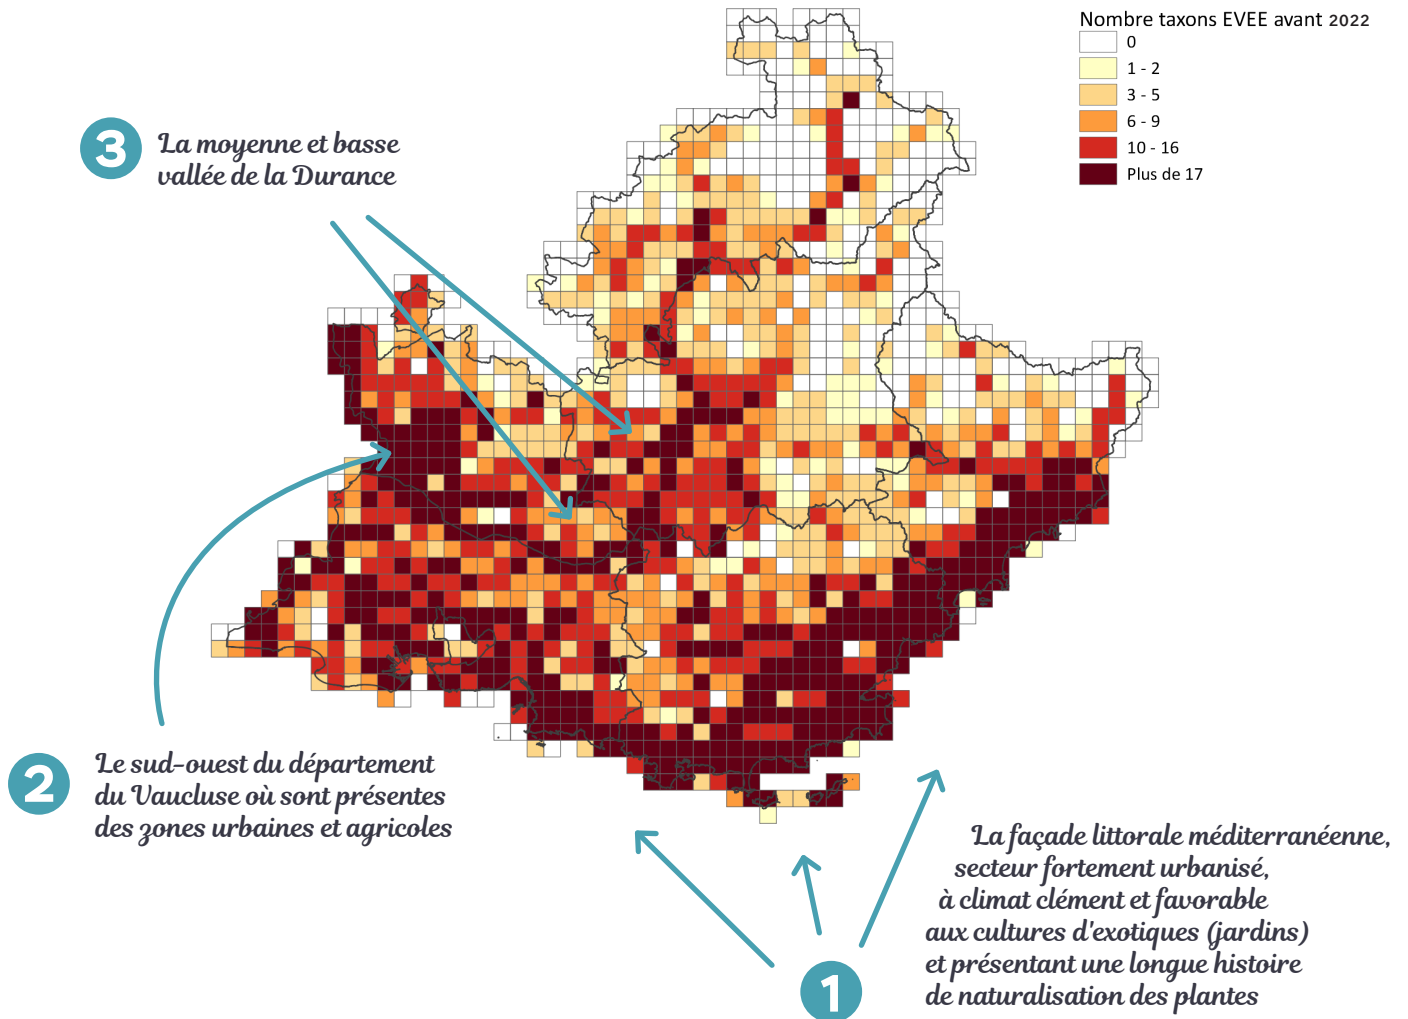 Nombre taxons EVEE avant 2022
0
1 - 2
3 - 5
6 - 9
10 - 16
Plus de 17
3
La moyenne et basse
vallée de la Durance
2
Le sud-ouest du département
du Vaucluse où sont présentes
des zones urbaines et agricoles
1
La façade littorale méditerranéenne,
secteur fortement urbanisé,
à climat clément et favorable
aux cultures d'exotiques (jardins)
et présentant une longue histoire
de naturalisation des plantes